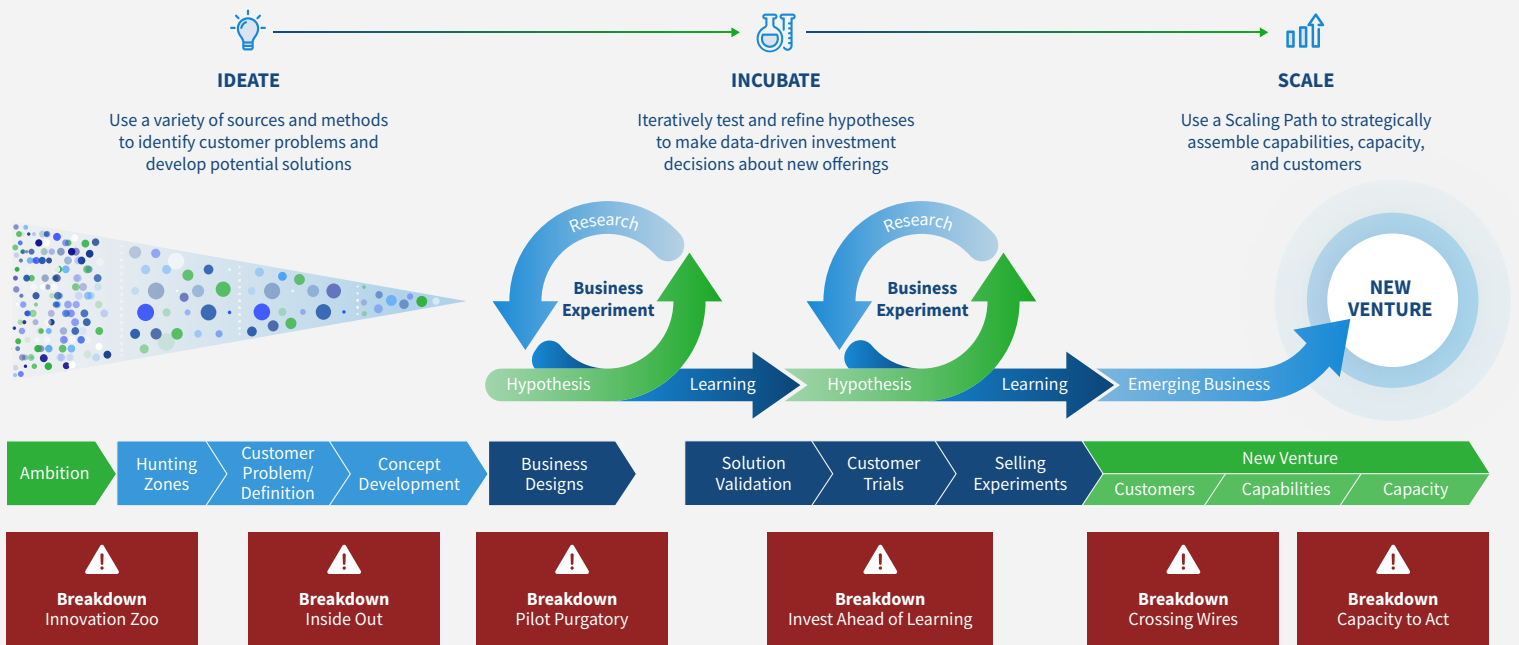 IDEATE
Use a variety of sources and methods
to identify customer problems and
develop potential solutions
INCUBATE
Iteratively test and refine hypotheses
to make data-driven investment
decisions about new offerings
SCALE
Use a Scaling Path to strategically
assemble capabilities, capacity,
and customers
Research
Business
Experiment
Hypothesis
Learning
Research
Business
Experiment
Hypothesis
Learning
Emerging Business
NEW
VENTURE
Ambition
Hunting
Zones
Customer
Problem/
Definition
Concept
Development
Business
Designs
Solution
Validation
Customer
Trials
Selling
Experiments
New Venture
Customers
Capabilities
Capacity
Breakdown
Innovation Zoo
Breakdown
Inside Out
Breakdown
Pilot Purgatory
Breakdown
Invest Ahead of Learning
Breakdown
Crossing Wires
Breakdown
Capacity to Act